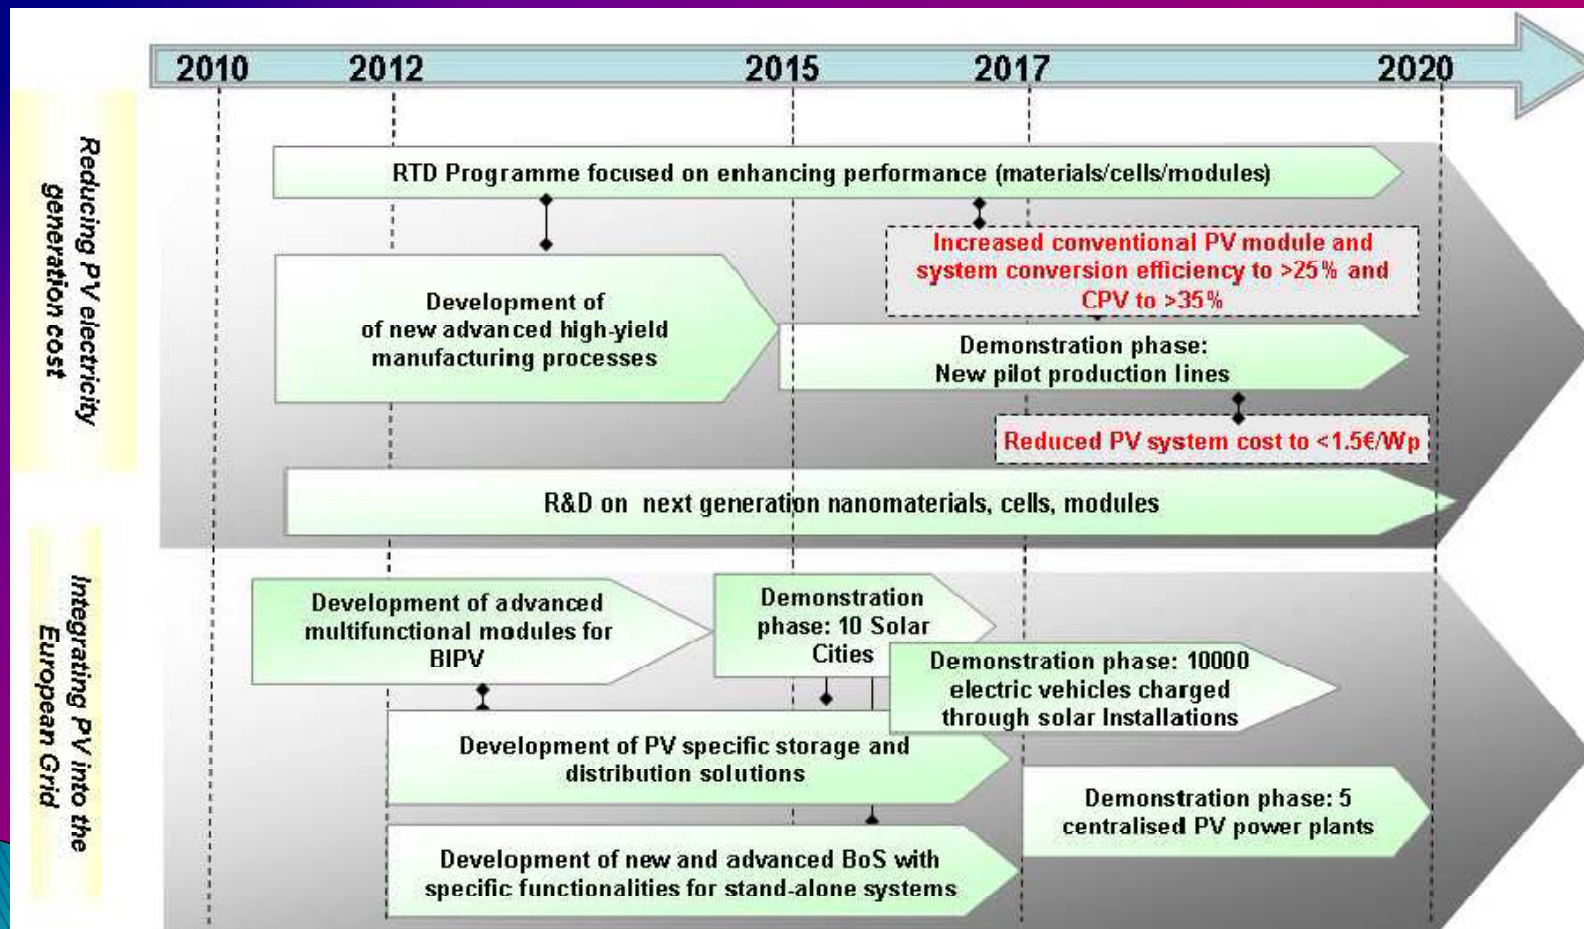 2010 2012 2015 2017 2020
Reducing PV electricity
generation cost
RTD Programme focused on enhancing performance (materials/cells/modules)
Increased conventional PV module and
system conversion efficiency to >25% and
CPV to >35%
Development of
of new advanced high-yield
manufacturing processes
Demonstration phase:
New pilot production lines
Reduced PV system cost to <1.5€/Wp
R&D on next generation nanomaterials, cells, modules
Integrating PV into the
European Grid
Development of advanced
multifunctional modules for
BIPV
Demonstration
phase: 10 Solar
Cities
Demonstration phase: 10000
electric vehicles charged
through solar Installations
Development of PV specific storage and
distribution solutions
Demonstration phase: 5
centralised PV power plants
Development of new and advanced BoS with
specific functionalities for stand-alone systems